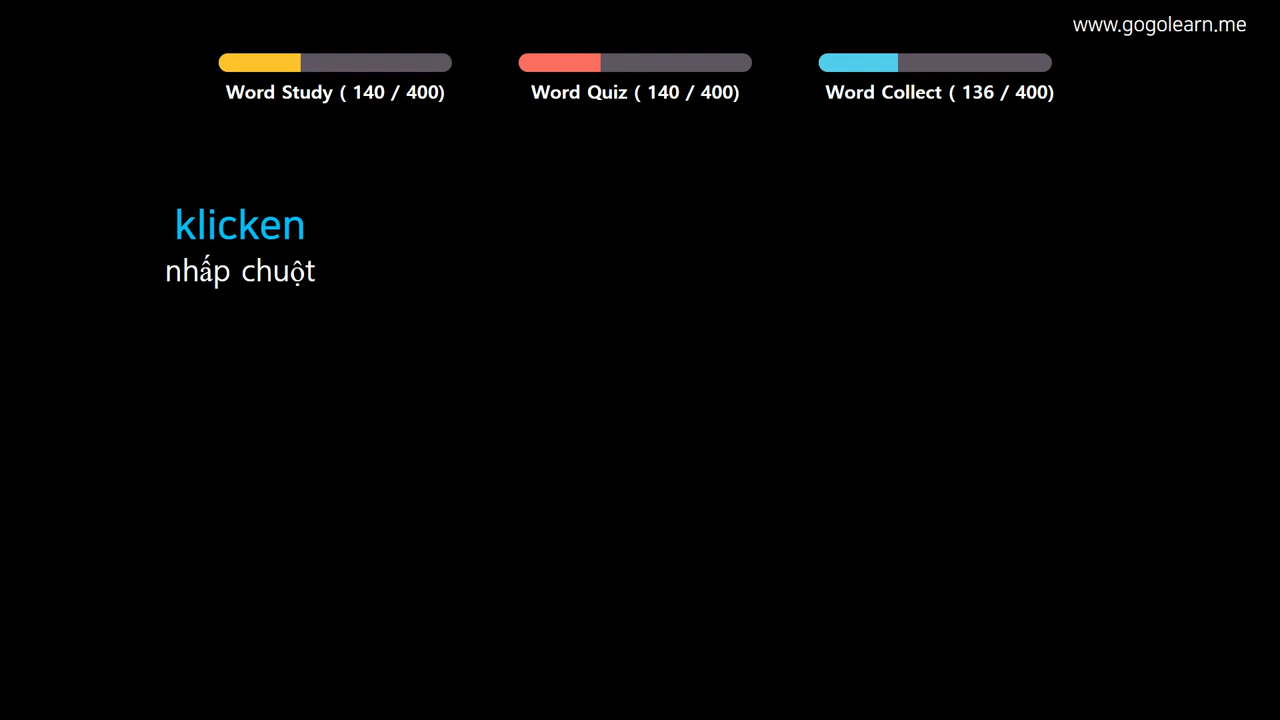 www.gogolearn.me
Word Study ( 140 / 400)
Word Quiz ( 140 / 400)
Word Collect ( 136 / 400)
klicken
nhấp chuột